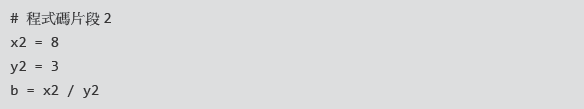 # 程式碼片段 2
x2 = 8
y2 = 3
b = x2 / y2